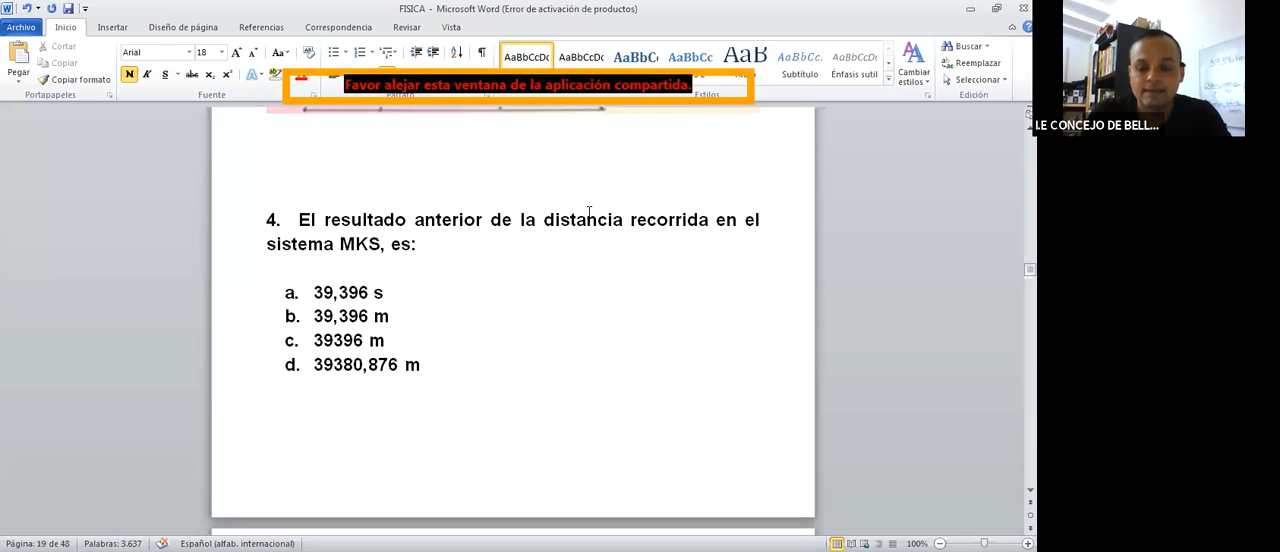 FISICA - Microsoft Word (Error de activación de productos)
Archivo Inicio Insertar Diseño de página Referencias Correspondencia Revisar Vista
Pegar
Cortar
Copiar
Copiar formato
Arial 18
Fuente
AaBbCcDc AaBbCcDc AaBbC AaBbCc AaB AaBbCc. AaBbCcDc
Subtítulo Énfasis sutil
Cambiar estilos
Estilos
Buscar
Reemplazar
Seleccionar
Edición
Favor alejar esta ventana de la aplicación compartida.
LE CONCEJO DE BELL...
4. El resultado anterior de la distancia recorrida en el
sistema MKS, es:
a. 39,396 s
b. 39,396 m
c. 39396 m
d. 39380,876 m
Página: 19 de 48 Palabras: 3.637 Español (alfab. internacional) 100%